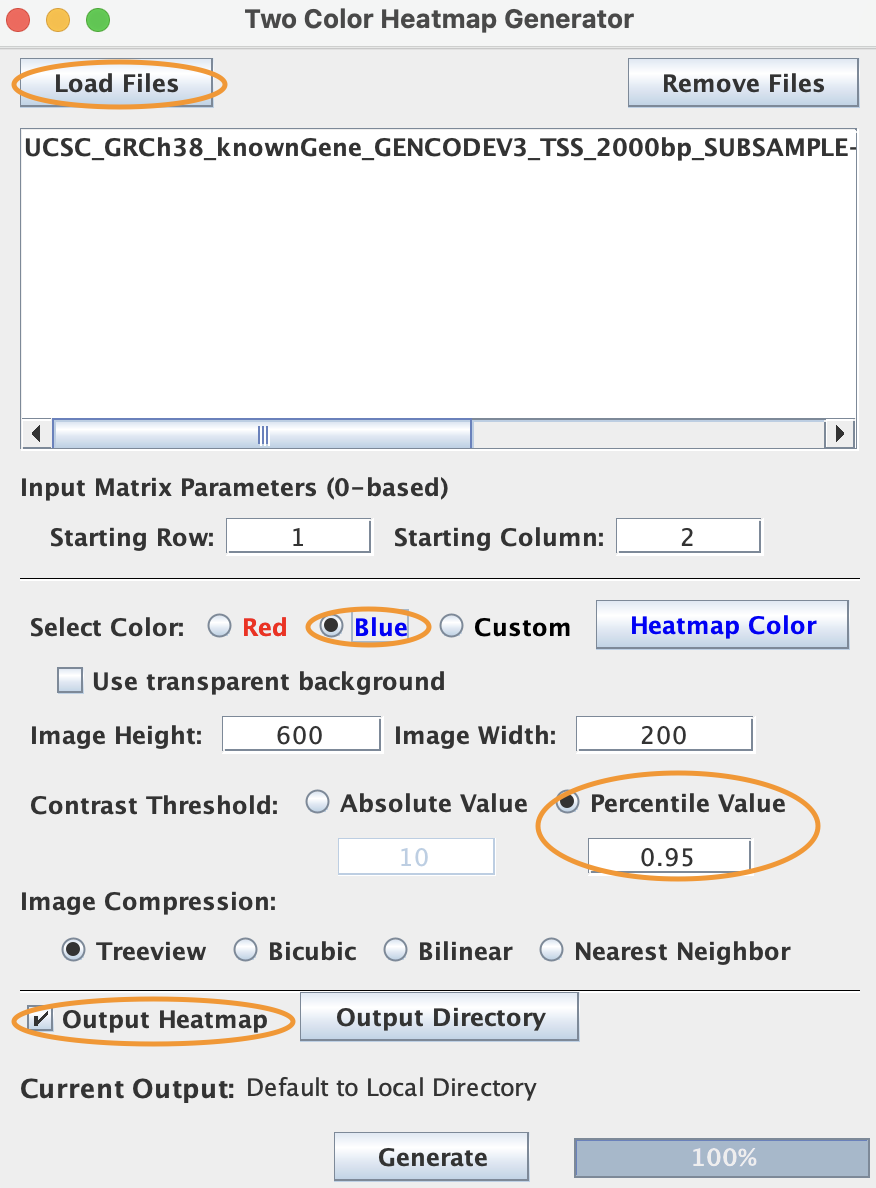 Two Color Heatmap Generator
Load Files Remove Files
UCSC_GRCh38_knownGene_GENCODEV3_TSS_2000bp_SUBSAMPLE-
Input Matrix Parameters (0-based)
Starting Row: 1 Starting Column: 2
Select Color: Red Blue Custom Heatmap Color
Use transparent background
Image Height: 600 Image Width: 200
Contrast Threshold: Absolute Value Percentile Value
10 0.95
Image Compression:
Treeview Bicubic Bilinear Nearest Neighbor
Output Heatmap Output Directory
Current Output: Default to Local Directory
Generate 100%